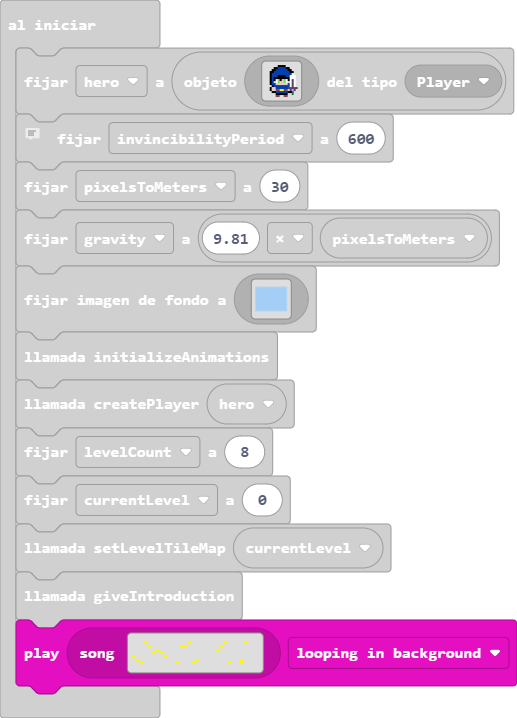 al iniciar
fijar hero a objeto del tipo Player
fijar invincibilityPeriod a 600
fijar pixelsToMeters a 30
fijar gravity a 9.81 × pixelsToMeters
fijar imagen de fondo a
llamada initializeAnimations
llamada createPlayer hero
fijar levelCount a 8
fijar currentLevel a 0
llamada setLevelTileMap currentLevel
llamada giveIntroduction
play song looping in background